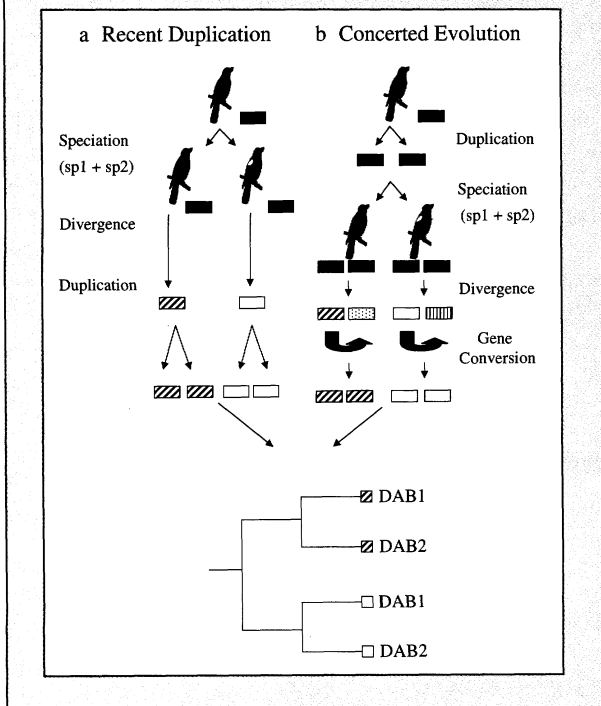 a Recent Duplication
b Concerted Evolution
Speciation
(sp1 + sp2)
Divergence
Duplication
Duplication
Speciation
(sp1 + sp2)
Divergence
Gene
Conversion
DAB1
DAB2
DAB1
DAB2